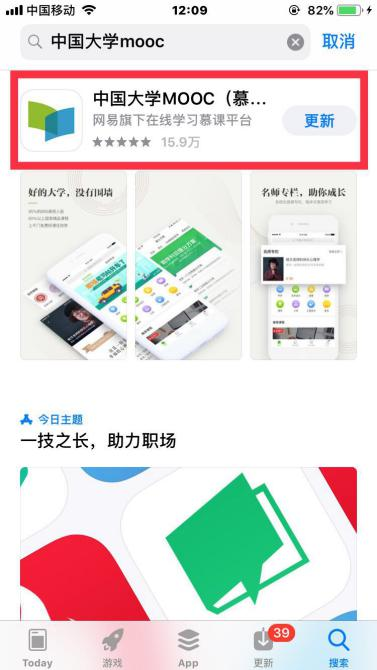 中国移动 12:09 82%
中国大学mooc 取消
中国大学MOOC（慕...
网易旗下在线学习慕课平台
更新
15.9万
好的大学，没有围墙
名师专栏，助你成长
今日主题
一技之长，助力职场
39
Today 游戏 App 更新 搜索